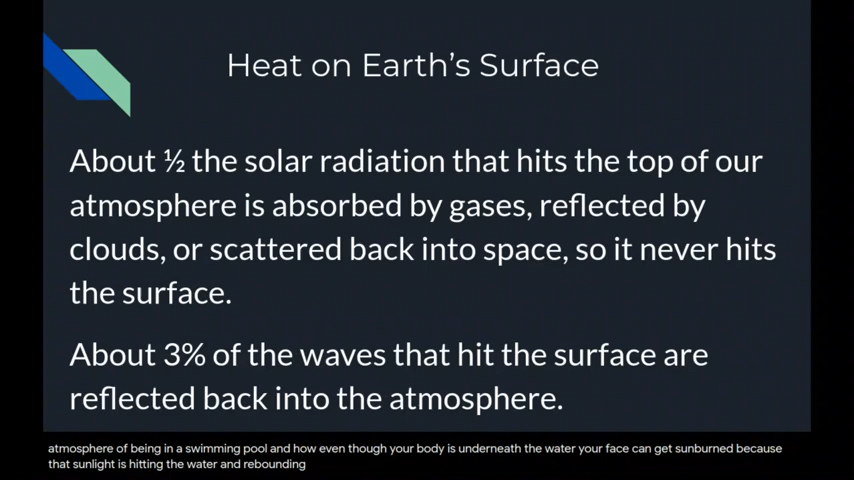 Heat on Earth's Surface
About ½ the solar radiation that hits the top of our
atmosphere is absorbed by gases, reflected by
clouds, or scattered back into space, so it never hits
the surface.
About 3% of the waves that hit the surface are
reflected back into the atmosphere.
atmosphere of being in a swimming pool and how even though your body is underneath the water your face can get sunburned because
that sunlight is hitting the water and rebounding